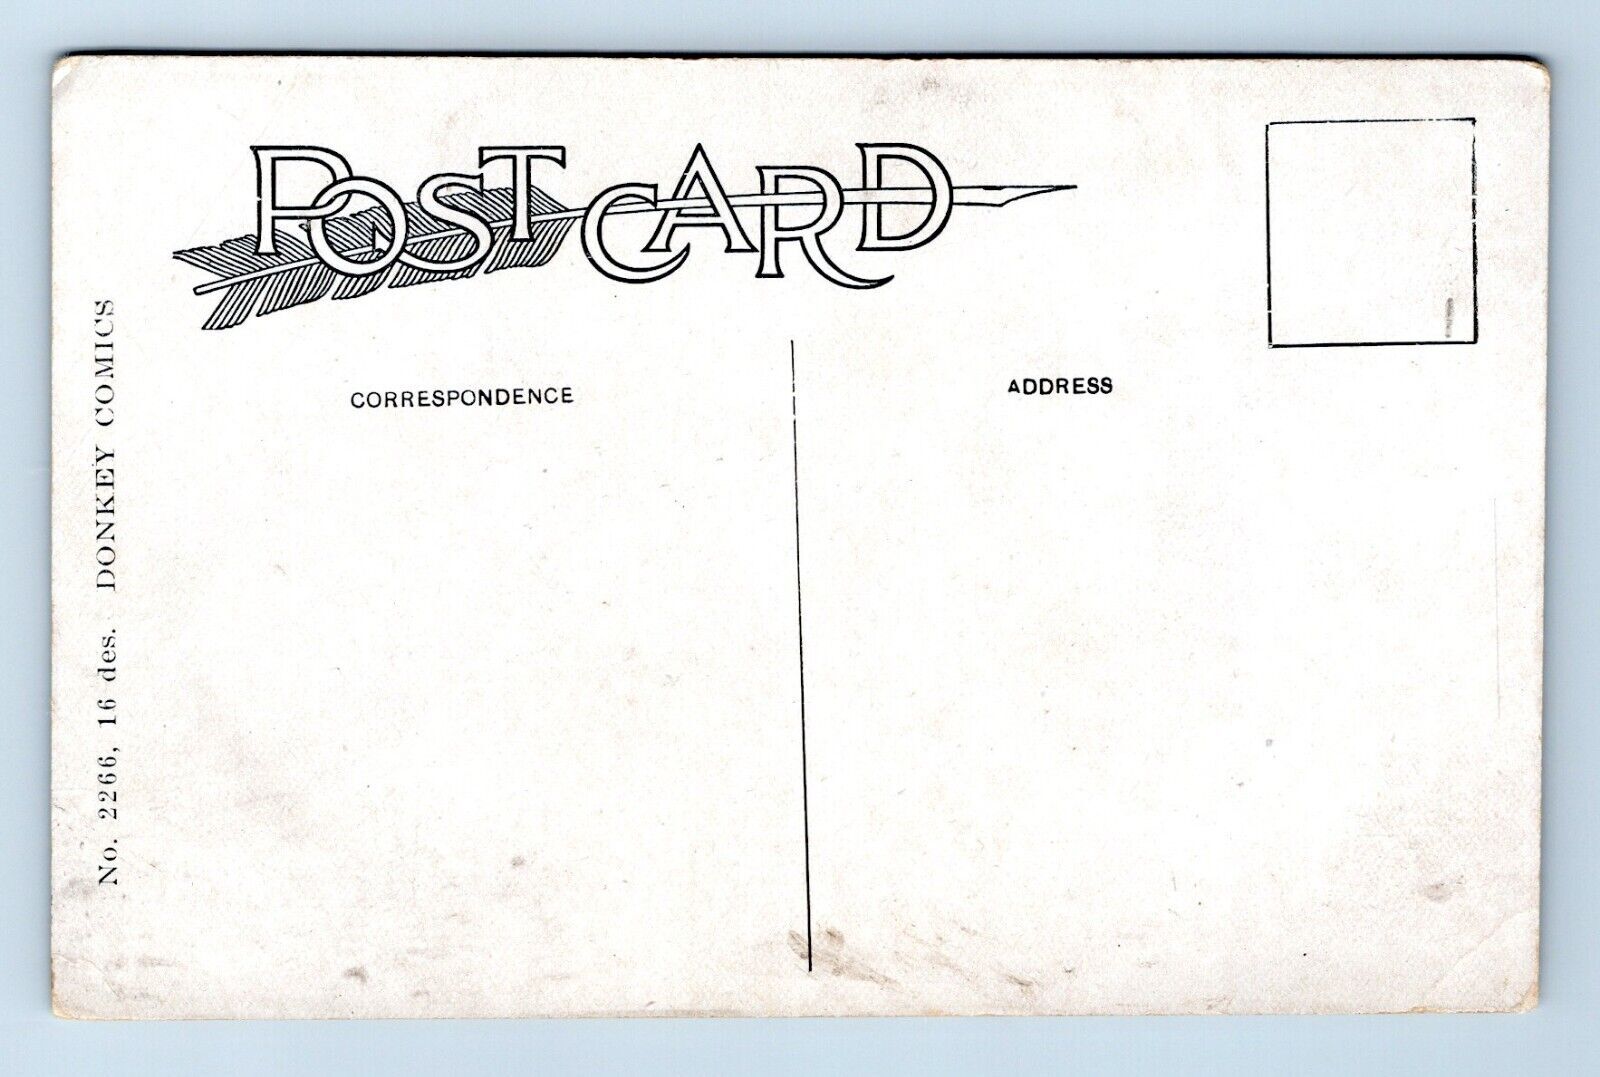 POST CARD
CORRESPONDENCE
ADDRESS
No. 2266, 16 des. DONKEY COMICS